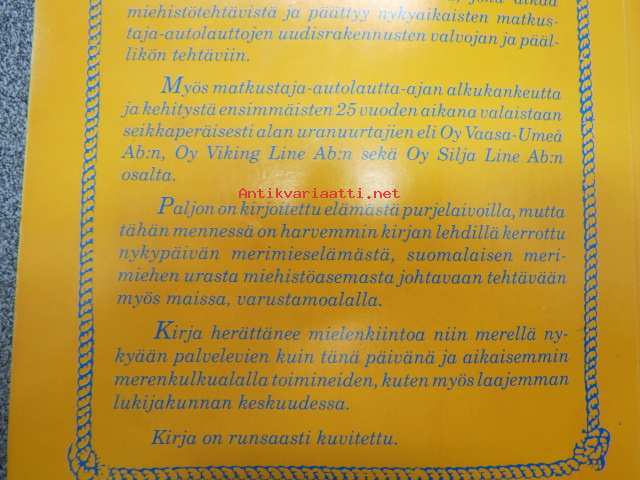 miehistötehtävistä ja päättyy nykyaikaisten matkus-
taja-autolauttojen uudisrakennusten valvojan ja pääl-
likön tehtäviin.
Myös matkustaja-autolautta-ajan alkukankeutta
ja kehitystä ensimmäisten 25 vuoden aikana valaistaan
seikkaperäisesti alan uranuurtajien eli Oy Vaasa-Umeå
Ab:n, Oy Viking Line Ab:n sekä Oy Silja Line Ab:n
osalta.
Antikvariaatti.net
Paljon on kirjoitettu elämästä purjelaivoilla, mutta
tähän mennessä on harvemmin kirjan lehdillä kerrottu
nykypäivän merimieselämästä, suomalaisen meri-
miehen urasta miehistöasemasta johtavaan tehtävään
myös maissa, varustamoalalla.
Kirja herättänee mielenkiintoa niin merellä ny-
kyään palvelevien kuin tänä päivänä ja aikaisemmin
merenkulkualalla toimineiden, kuten myös laajemman
lukijakunnan keskuudessa.
Kirja on runsaasti kuvitettu.